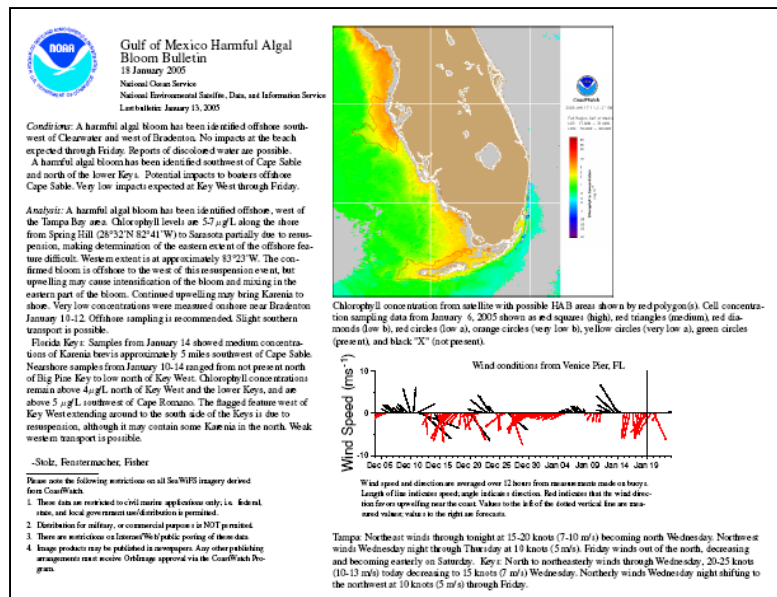 NOAA
Gulf of Mexico Harmful Algal
Bloom Bulletin
18 January 2005
National Ocean Service
National Environmental Satellite, Data, and Information Service
Last bulletin: January 13, 2005
Conditions: A harmful algal bloom has been identified offshore south-
west of Clearwater and west of Bradenton. No impacts at the beach
expected through Friday. Reports of discolored water are possible.
A harmful algal bloom has been identified southwest of Cape Sable
and north of the lower Keys. Potential impacts to boaters offshore
Cape Sable. Very low impacts expected at Key West through Friday.
Analysis: A harmful algal bloom has been identified offshore, west of
the Tampa Bay area. Chlorophyll levels are 5-7 µg/L along the shore
from Spring Hill (28°32'N 82°41'W) to Sarasota partially due to resus-
pension, making determination of the eastern extent of the offshore fea-
ture difficult. Western extent is at approximately 83°23'W. The con-
firmed bloom is offshore to the west of this resuspension event, but
upwelling may cause intensification of the bloom and mixing in the
eastern part of the bloom. Continued upwelling may bring Karenia to
shore. Very low concentrations were measured onshore near Bradenton
January 10-12. Offshore sampling is recommended. Slight southern
transport is possible.
Florida Keys: Samples from January 14 showed medium concentra-
tions of Karenia brevis approximately 5 miles southwest of Cape Sable.
Nearshore samples from January 10-14 ranged from not present north
of Big Pine Key to low north of Key West. Chlorophyll concentrations
remain above 4 µg/L north of Key West and the lower Keys, and are
above 5 µg/L southwest of Cape Romano. The flagged feature west of
Key West extending around to the south side of the Keys is due to
resuspension, although it may contain some Karenia in the north. Weak
western transport is possible.
-Stolz, Fenstermacher, Fisher
Please note the following restrictions on all SeaWiFS imagery derived
from CoastWatch.
1. These data are restricted to civil marine applications only; i.e. federal,
state, and local government use/distribution is permitted.
2. Distribution for military, or commercial purposes is NOT permitted.
3. There are restrictions on Internet/Web/public posting of these data.
4. Image products may be published in newspapers. Any other publishing
arrangements must receive OrbImage approval via the CoastWatch Pro-
gram.
CoastWatch
Chlorophyll concentration from satellite with possible HAB areas shown by red polygon(s). Cell concentra-
tion sampling data from January 6, 2005 shown as red squares (high), red triangles (medium), red dia-
monds (low b), red circles (low a), orange circles (very low b), yellow circles (very low a), green circles
(present), and black "X" (not present).
Wind conditions from Venice Pier, FL
Wind Speed (ms-1)
10
0
-10
Dec 05 Dec 10 Dec 15 Dec 20 Dec 25 Dec 30 Jan 04 Jan 09 Jan 14 Jan 19
Wind speed and direction are averaged over 12 hours from measurements made on buoys.
Length of line indicates speed; angle indicates direction. Red indicates that the wind direc-
tion favors upwelling near the coast. Values to the left of the dotted vertical line are mea-
sured values; values to the right are forecasts.
Tampa: Northeast winds through tonight at 15-20 knots (7-10 m/s) becoming north Wednesday. Northwest
winds Wednesday night through Thursday at 10 knots (5 m/s). Friday winds out of the north, decreasing
and becoming easterly on Saturday. Keys: North to northeasterly winds through Wednesday, 20-25 knots
(10-13 m/s) today decreasing to 15 knots (7 m/s) Wednesday. Northerly winds Wednesday night shifting to
the northwest at 10 knots (5 m/s) through Friday.